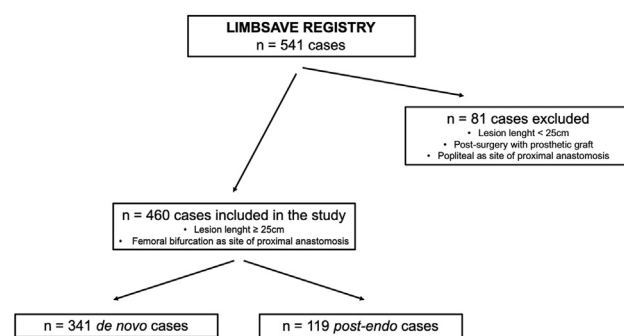 LIMBSAVE REGISTRY
n = 541 cases
n = 81 cases excluded
• Lesion lenght < 25cm
• Post-surgery with prosthetic graft
• Popliteal as site of proximal anastomosis
n = 460 cases included in the study
• Lesion lenght ≥ 25cm
• Femoral bifurcation as site of proximal anastomosis
n = 341 de novo cases
n = 119 post-endo cases